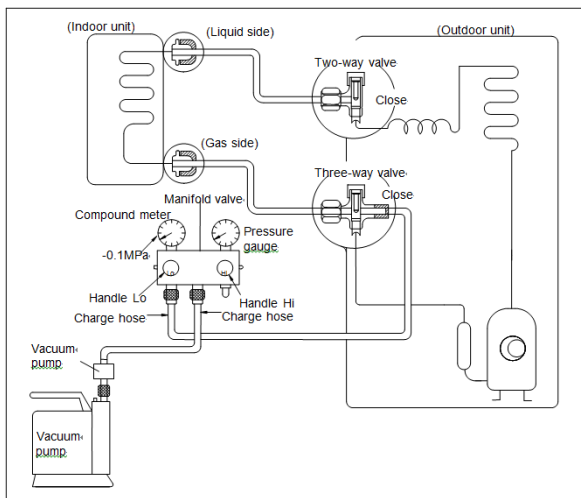 (Indoor unit)
(Liquid side)
(Outdoor unit)
Two-way valve
Close
(Gas side)
Three-way valve
Close
Manifold valve
Compound meter
Pressure
gauge
-0.1MPa
Lo
Hi
Handle Lo
Handle Hi
Charge hose
Charge hose
Vacuum
pump
Vacuum
pump